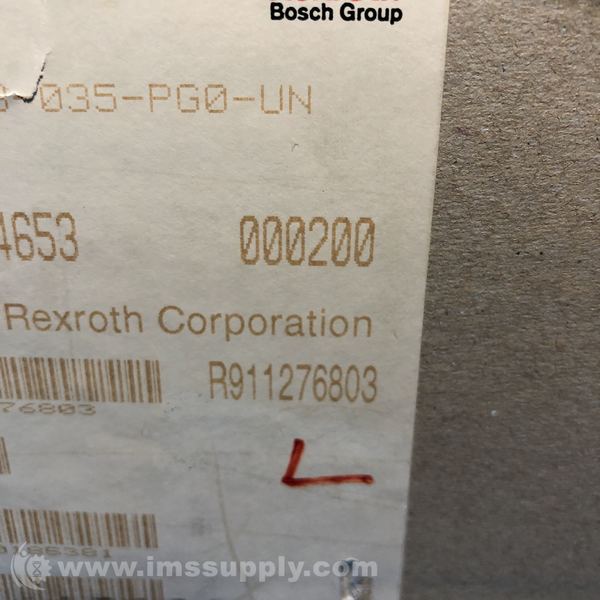 Bosch Group
035-PG0-UN
4653 000200
Rexroth Corporation
R911276803
76803
www.imssupply.com